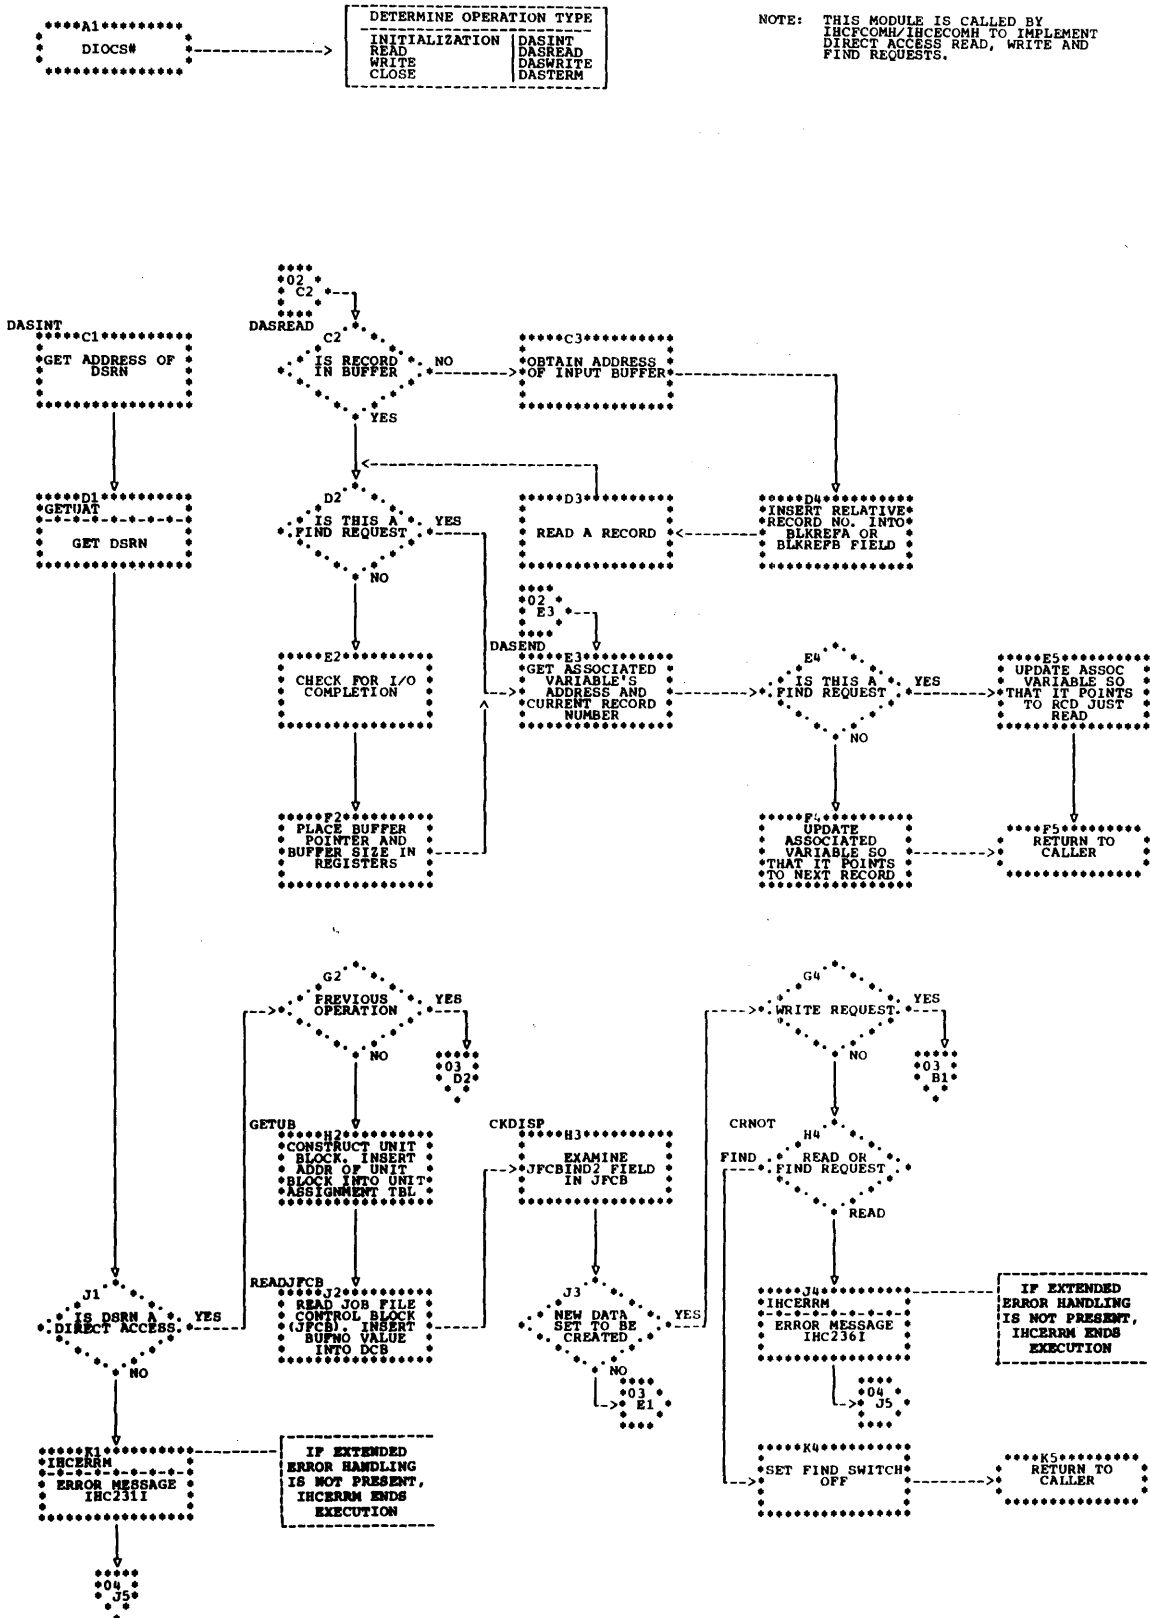 A1
DIOCS#
DETERMINE OPERATION TYPE
INITIALIZATION | DASINT
READ | DASREAD
WRITE | DASWRITE
CLOSE | DASTERM
NOTE: THIS MODULE IS CALLED BY
IHCFCOMH/IHCECOMH TO IMPLEMENT
DIRECT ACCESS READ, WRITE AND
FIND REQUESTS.
02
C2
DASINT
C1
GET ADDRESS OF
DSRN
DASREAD
C2
IS RECORD
IN BUFFER
NO
YES
C3
OBTAIN ADDRESS
OF INPUT BUFFER
D1
GETUAT
GET DSRN
D2
IS THIS A
FIND REQUEST
YES
NO
D3
READ A RECORD
D4
INSERT RELATIVE
RECORD NO. INTO
BLKREFA OR
BLKREFB FIELD
02
E3
E2
CHECK FOR I/O
COMPLETION
DASEND
E3
GET ASSOCIATED
VARIABLE'S
ADDRESS AND
CURRENT RECORD
NUMBER
E4
IS THIS A
FIND REQUEST
YES
NO
E5
UPDATE ASSOC
VARIABLE SO
THAT IT POINTS
TO RCD JUST
READ
F2
PLACE BUFFER
POINTER AND
BUFFER SIZE IN
REGISTERS
F4
UPDATE
ASSOCIATED
VARIABLE SO
THAT IT POINTS
TO NEXT RECORD
F5
RETURN TO
CALLER
G2
PREVIOUS
OPERATION
YES
NO
03
D2
G4
WRITE REQUEST
YES
NO
03
B1
GETUB
H2
CONSTRUCT UNIT
BLOCK. INSERT
ADDR OF UNIT
BLOCK INTO UNIT
ASSIGNMENT TBL
CKDISP
H3
EXAMINE
JFCBIND2 FIELD
IN JFCB
CRNOT
H4
FIND
READ OR
FIND REQUEST
READ
J1
IS DSRN A
DIRECT ACCESS
YES
NO
READJFCB
J2
READ JOB FILE
CONTROL BLOCK
(JFCB). INSERT
BUFNO VALUE
INTO DCB
J3
NEW DATA
SET TO BE
CREATED
YES
NO
03
E1
J4
IHCERRM
ERROR MESSAGE
IHC236I
IF EXTENDED
ERROR HANDLING
IS NOT PRESENT,
IHCERRM ENDS
EXECUTION
04
J5
K1
IHCERRM
ERROR MESSAGE
IHC231I
IF EXTENDED
ERROR HANDLING
IS NOT PRESENT,
IHCERRM ENDS
EXECUTION
K4
SET FIND SWITCH
OFF
K5
RETURN TO
CALLER
04
J5